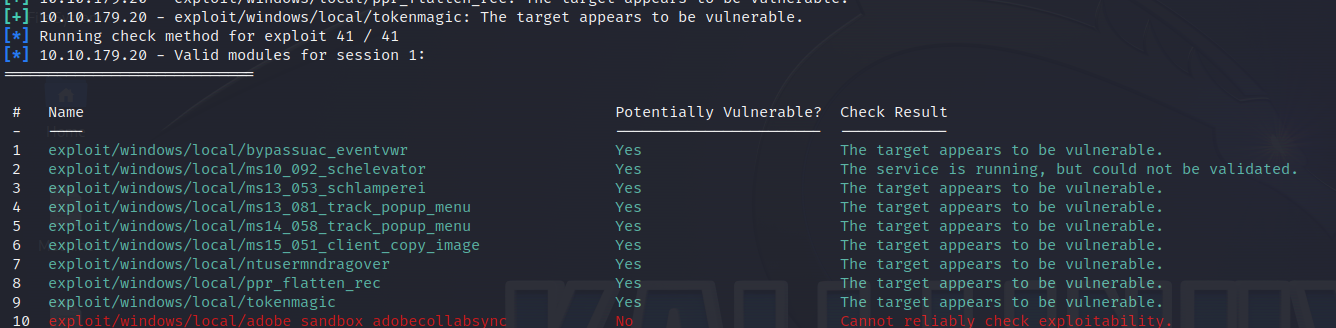 [+] 10.10.179.20 - exploit/windows/local/ppr_flatten_rec: The target appears to be vulnerable.
[+] 10.10.179.20 - exploit/windows/local/tokenmagic: The target appears to be vulnerable.
[*] Running check method for exploit 41 / 41
[*] 10.10.179.20 - Valid modules for session 1:
============================
# Name Potentially Vulnerable? Check Result
- ---- ----------------------- ------------
1 exploit/windows/local/bypassuac_eventvwr Yes The target appears to be vulnerable.
2 exploit/windows/local/ms10_092_schelevator Yes The service is running, but could not be validated.
3 exploit/windows/local/ms13_053_schlamperei Yes The target appears to be vulnerable.
4 exploit/windows/local/ms13_081_track_popup_menu Yes The target appears to be vulnerable.
5 exploit/windows/local/ms14_058_track_popup_menu Yes The target appears to be vulnerable.
6 exploit/windows/local/ms15_051_client_copy_image Yes The target appears to be vulnerable.
7 exploit/windows/local/ntusermndragover Yes The target appears to be vulnerable.
8 exploit/windows/local/ppr_flatten_rec Yes The target appears to be vulnerable.
9 exploit/windows/local/tokenmagic Yes The target appears to be vulnerable.
10 exploit/windows/local/adobe_sandbox_adobecollabsync No Cannot reliably check exploitability.